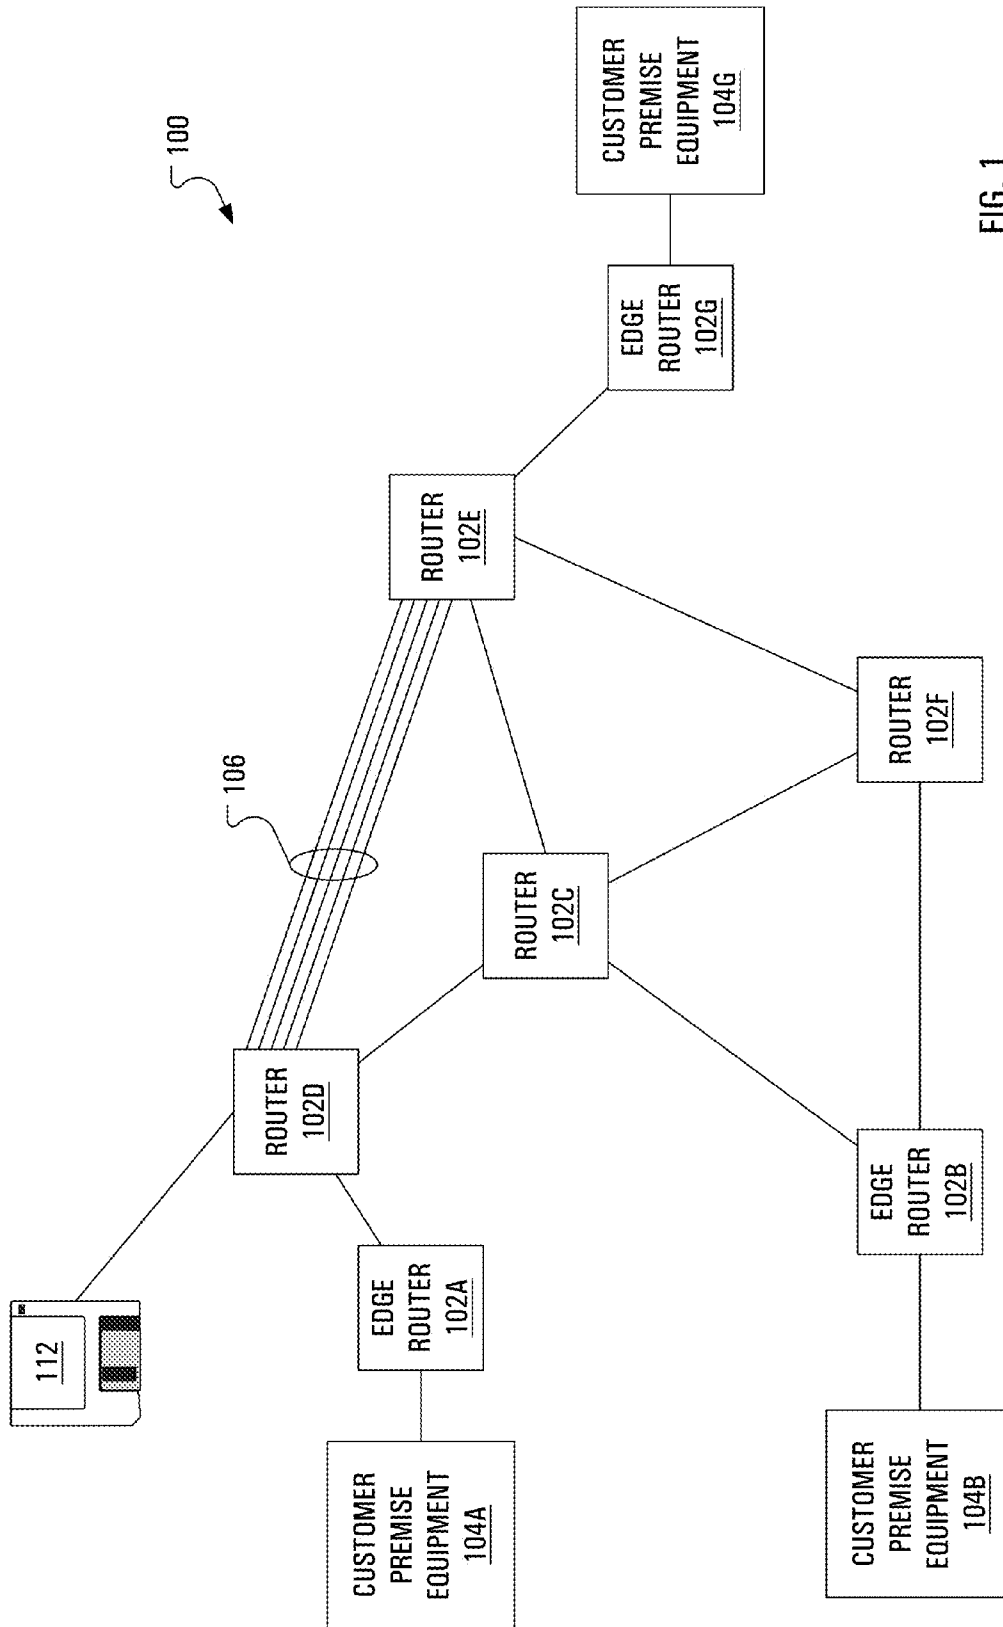 100
112
106
ROUTER
102D
ROUTER
102E
CUSTOMER
PREMISE
EQUIPMENT
104A
EDGE
ROUTER
102A
ROUTER
102C
EDGE
ROUTER
102G
CUSTOMER
PREMISE
EQUIPMENT
104G
CUSTOMER
PREMISE
EQUIPMENT
104B
EDGE
ROUTER
102B
ROUTER
102F
FIG. 1